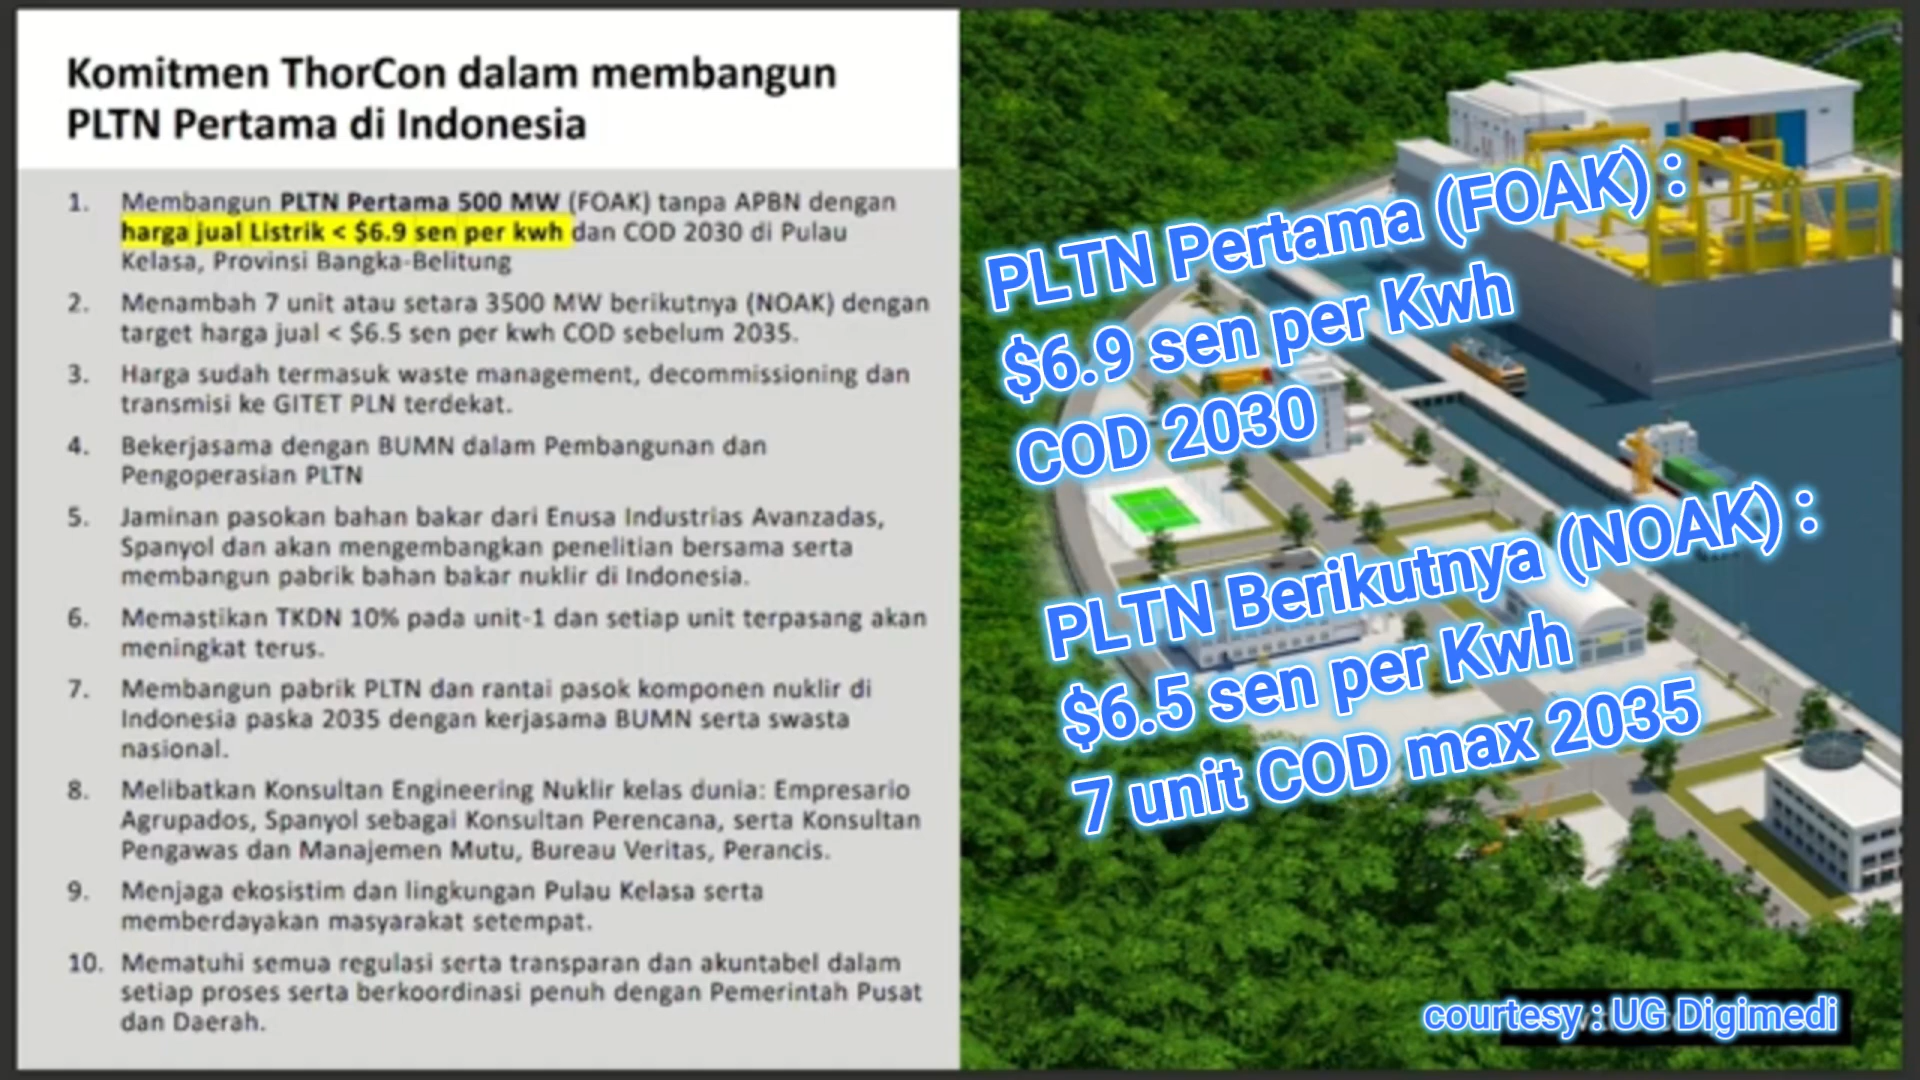 Komitmen ThorCon dalam membangun
PLTN Pertama di Indonesia
1. Membangun PLTN Pertama 500 MW (FOAK) tanpa APBN dengan
harga jual Listrik < $6.9 sen per kwh dan COD 2030 di Pulau
Kelasa, Provinsi Bangka-Belitung
2. Menambah 7 unit atau setara 3500 MW berikutnya (NOAK) dengan
target harga jual < $6.5 sen per kwh COD sebelum 2035.
3. Harga sudah termasuk waste management, decommissioning dan
transmisi ke GITET PLN terdekat.
4. Bekerjasama dengan BUMN dalam Pembangunan dan
Pengoperasian PLTN
5. Jaminan pasokan bahan bakar dari Enusa Industrias Avanzadas,
Spanyol dan akan mengembangkan penelitian bersama serta
membangun pabrik bahan bakar nuklir di Indonesia.
6. Memastikan TKDN 10% pada unit-1 dan setiap unit terpasang akan
meningkat terus.
7. Membangun pabrik PLTN dan rantai pasok komponen nuklir di
Indonesia paska 2035 dengan kerjasama BUMN serta swasta
nasional.
8. Melibatkan Konsultan Engineering Nuklir kelas dunia: Empresario
Agrupados, Spanyol sebagai Konsultan Perencana, serta Konsultan
Pengawas dan Manajemen Mutu, Bureau Veritas, Perancis.
9. Menjaga ekosistim dan lingkungan Pulau Kelasa serta
memberdayakan masyarakat setempat.
10. Mematuhi semua regulasi serta transparan dan akuntabel dalam
setiap proses serta berkoordinasi penuh dengan Pemerintah Pusat
dan Daerah.
PLTN Pertama (FOAK) :
$6.9 sen per Kwh
COD 2030
PLTN Berikutnya (NOAK) :
$6.5 sen per Kwh
7 unit COD max 2035
courtesy : UG Digimedi